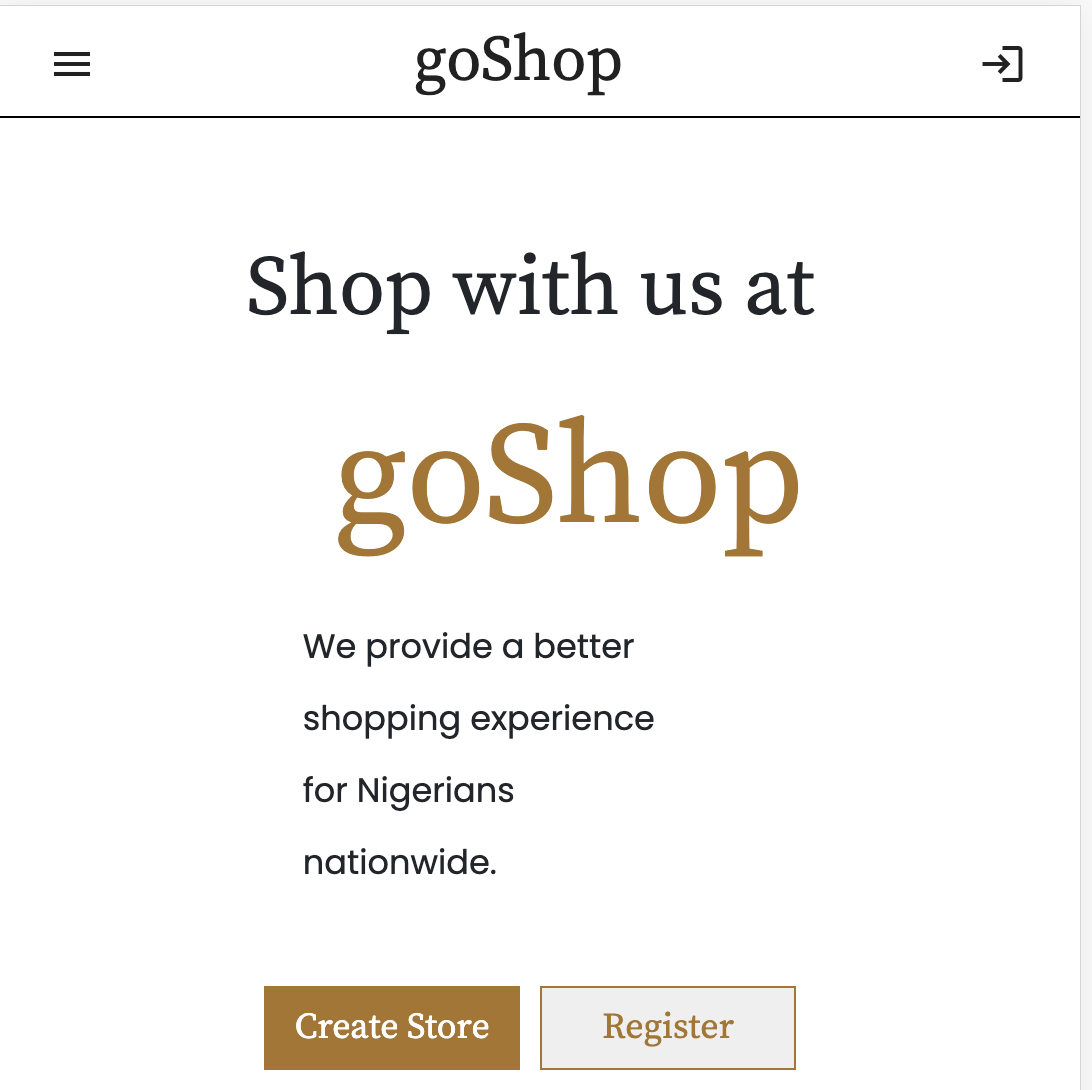 goShop
Shop with us at
goShop
We provide a better
shopping experience
for Nigerians
nationwide.
Create Store
Register